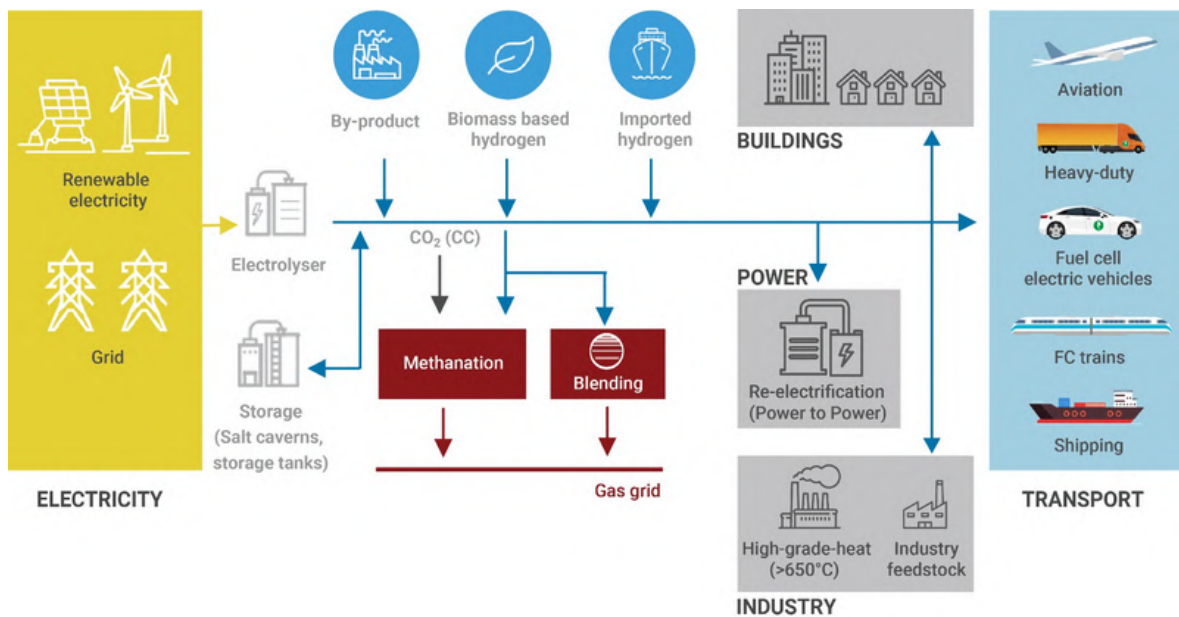 Renewable
electricity
Grid
ELECTRICITY
Electrolyser
Storage
(Salt caverns,
storage tanks)
By-product
Biomass based
hydrogen
Imported
hydrogen
CO₂ (CC)
Methanation
Blending
Gas grid
BUILDINGS
POWER
Re-electrification
(Power to Power)
High-grade-heat
(>650°C)
Industry
feedstock
INDUSTRY
Aviation
Heavy-duty
Fuel cell
electric vehicles
FC trains
Shipping
TRANSPORT